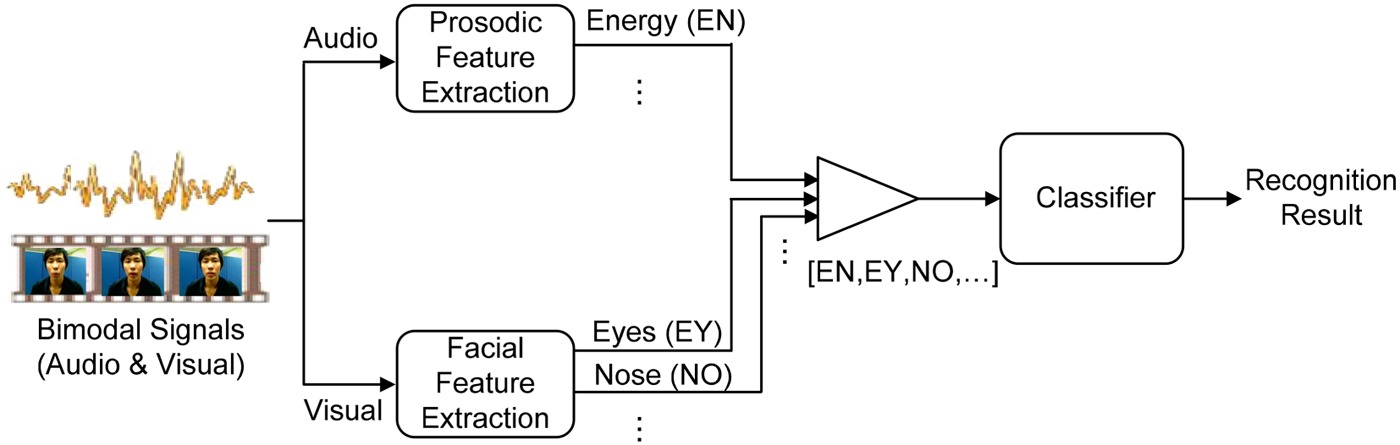 Audio
Prosodic
Feature
Extraction
Energy (EN)
⋮
Bimodal Signals
(Audio & Visual)
Visual
Facial
Feature
Extraction
Eyes (EY)
Nose (NO)
⋮
⋮
[EN,EY,NO,...]
Classifier
Recognition
Result